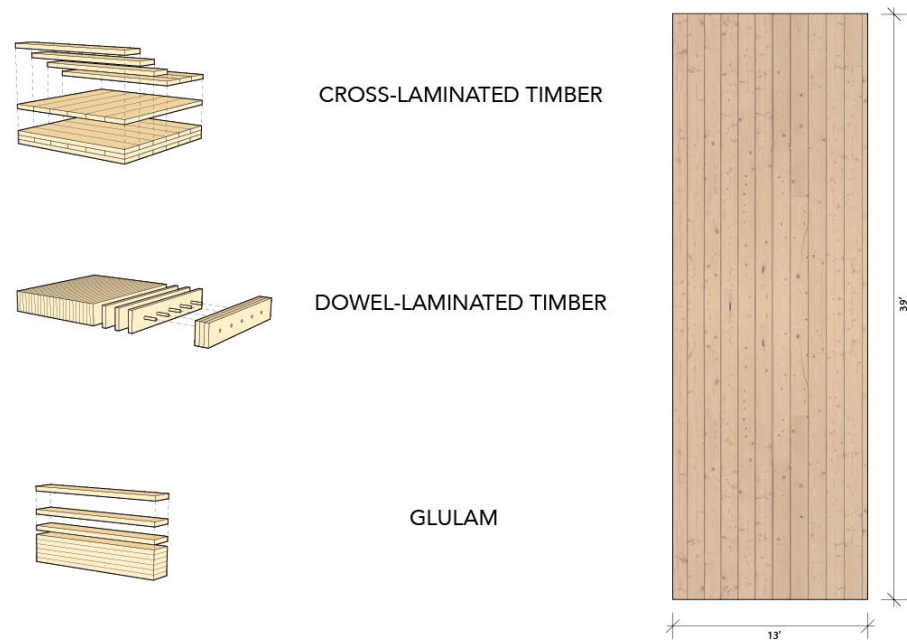 CROSS-LAMINATED TIMBER
DOWEL-LAMINATED TIMBER
GLULAM
39'
13'